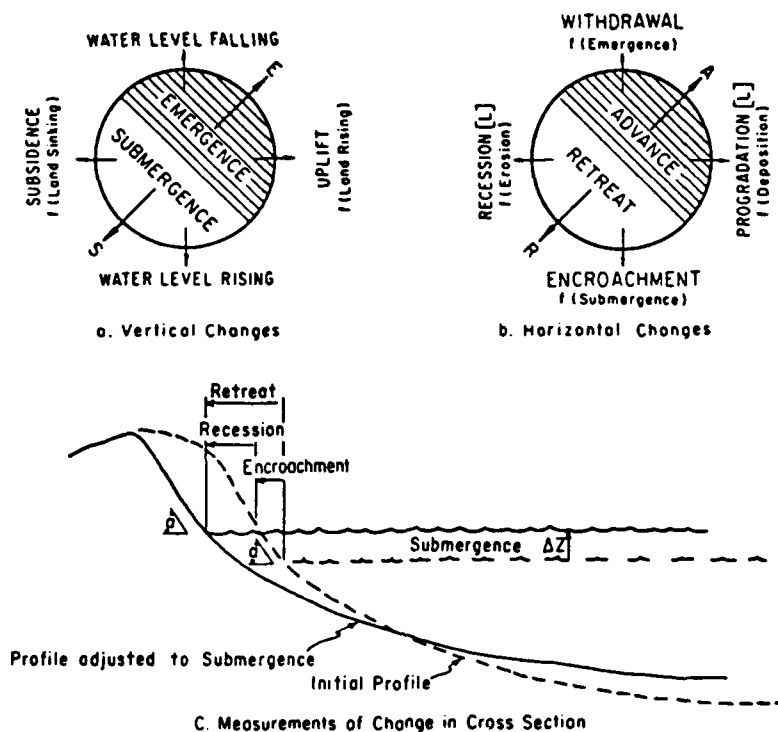 WATER LEVEL FALLING
E
EMERGENCE
SUBMERGENCE
S
SUBSIDENCE
f (Land Sinking)
UPLIFT
f (Land Rising)
WATER LEVEL RISING
a. Vertical Changes
WITHDRAWAL
f (Emergence)
A
ADVANCE
RETREAT
R
RECESSION [L]
f (Erosion)
PROGRADATION [L]
f (Deposition)
ENCROACHMENT
f (Submergence)
b. Horizontal Changes
Retreat
Recession
Encroachment
Submergence ΔZ
Profile adjusted to Submergence
Initial Profile
C. Measurements of Change in Cross Section